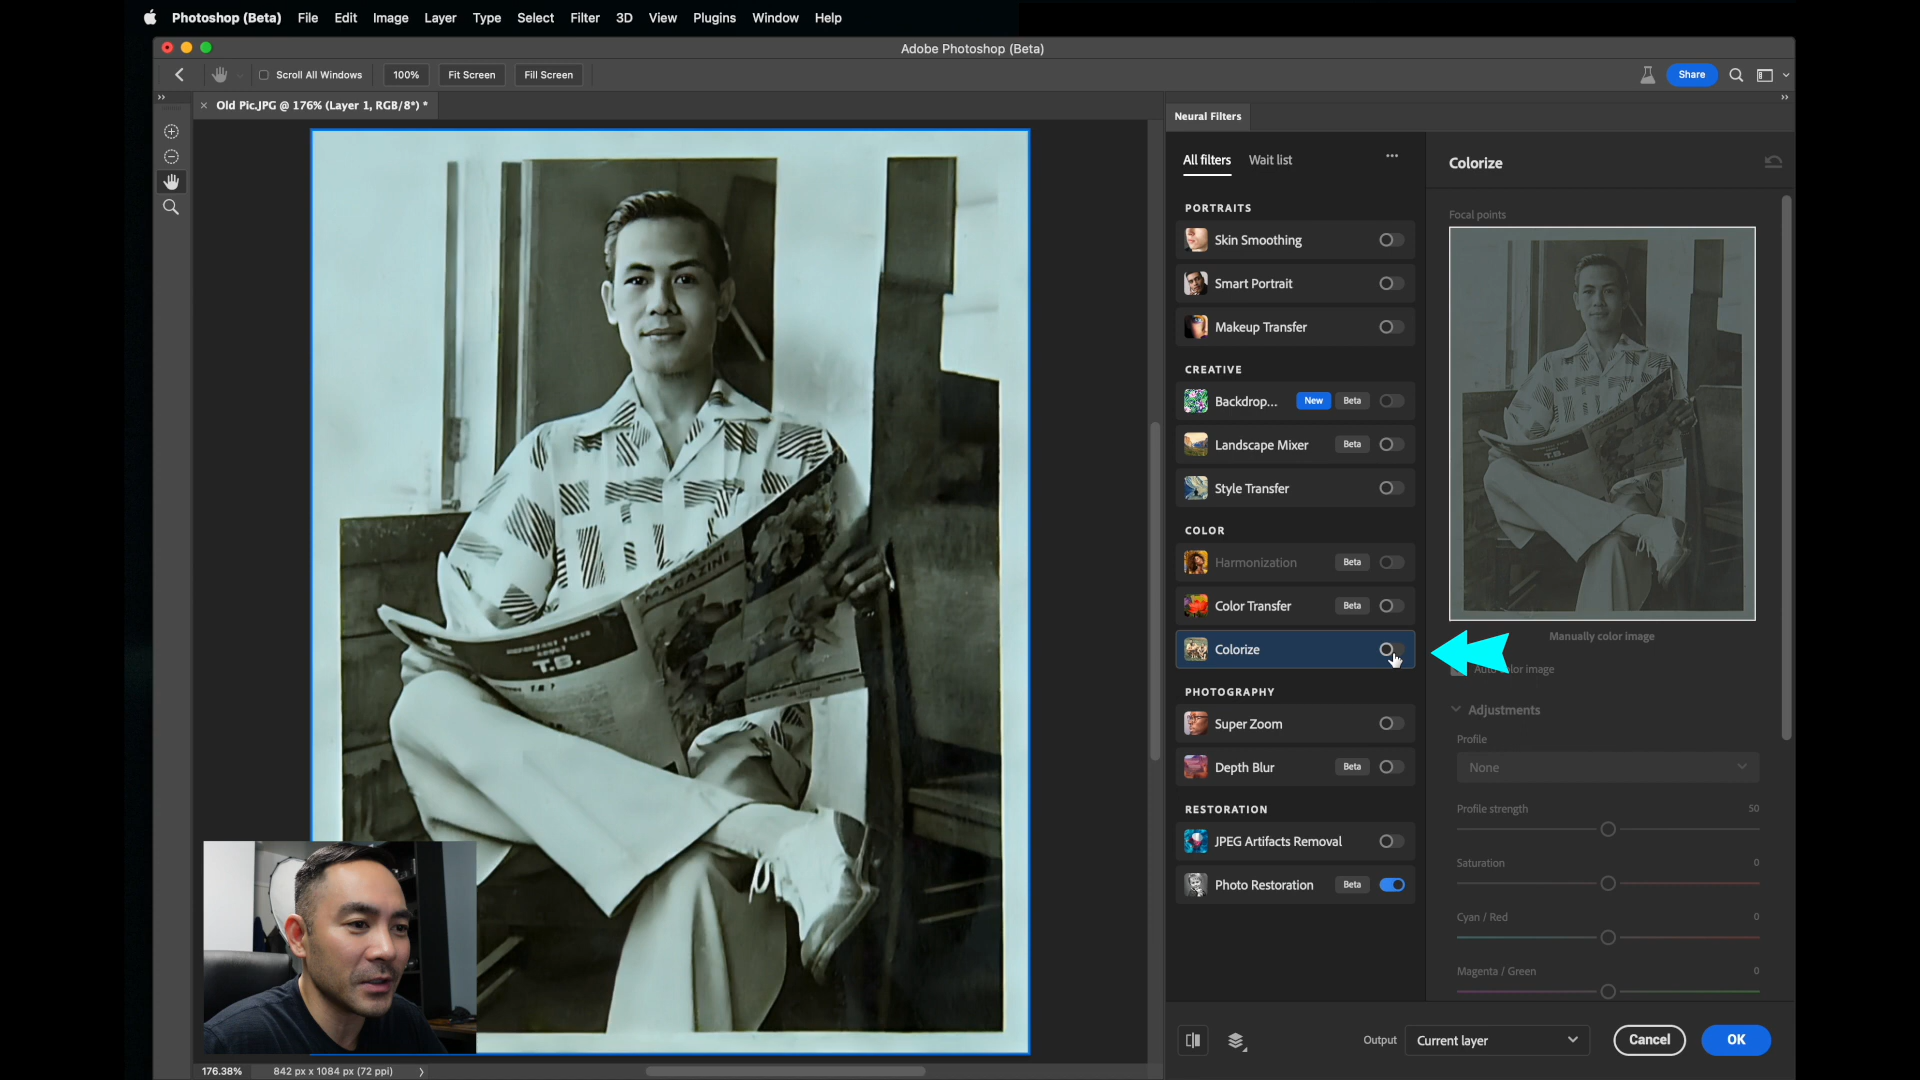 Photoshop (Beta) File Edit Image Layer Type Select Filter 3D View Plugins Window Help
Adobe Photoshop (Beta)
Scroll All Windows 100% Fit Screen Fill Screen
Share
Old Pic.JPG @ 176% (Layer 1, RGB/8*) *
Neural Filters
All filters Wait list
Colorize
PORTRAITS
Focal points
Skin Smoothing
Smart Portrait
Makeup Transfer
CREATIVE
Backdrop... New Beta
Landscape Mixer Beta
Style Transfer
COLOR
Harmonization Beta
Color Transfer Beta
Manually color image
Colorize
PHOTOGRAPHY
Adjustments
Super Zoom
Profile
None
Depth Blur Beta
RESTORATION
Profile strength 50
JPEG Artifacts Removal
Saturation 0
Photo Restoration Beta
Cyan / Red 0
Magenta / Green 0
MAGAZINE
T.B.
Output Current layer Cancel OK
176.38% 842 px x 1084 px (72 ppi)